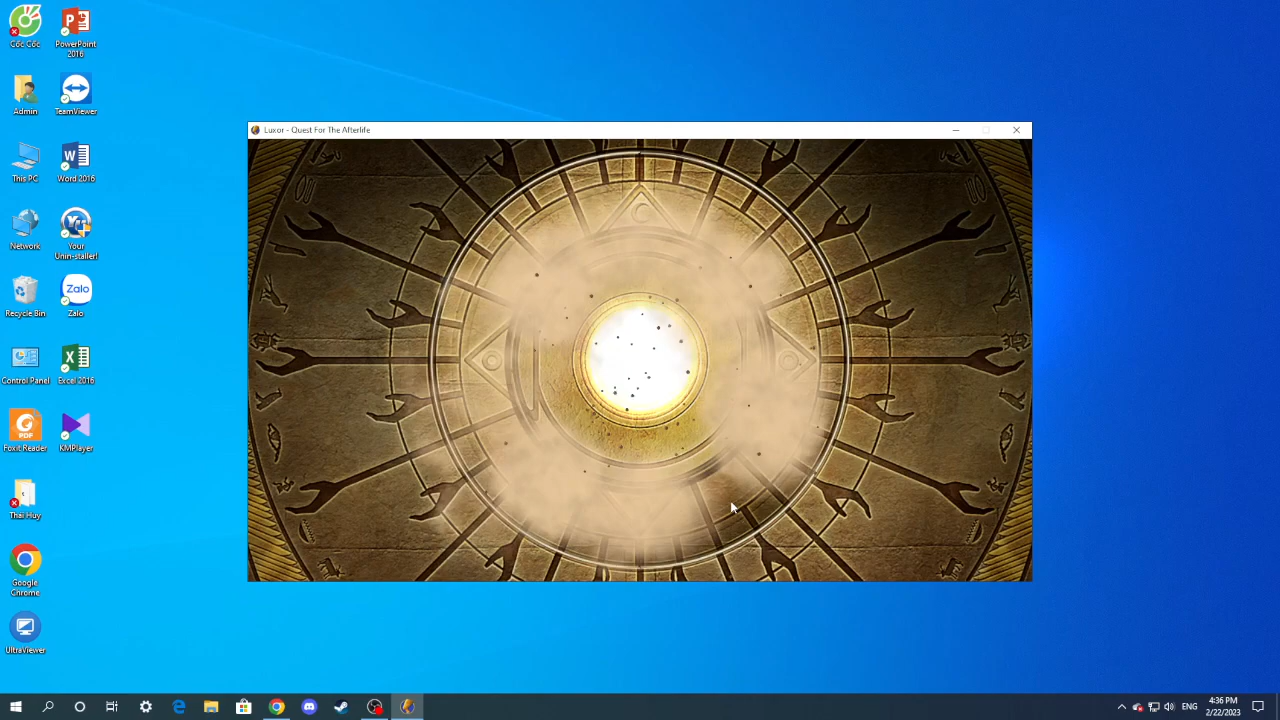 Cốc Cốc
PowerPoint
2016
Admin
TeamViewer
This PC
Word 2016
Network
Your
Unin-staller!
Recycle Bin
Zalo
Zalo
Control Panel
Excel 2016
Foxit Reader
PDF
KMPlayer
Thai Huy
Google
Chrome
UltraViewer
Luxor - Quest For The Afterlife
ENG
4:36 PM
2/22/2023